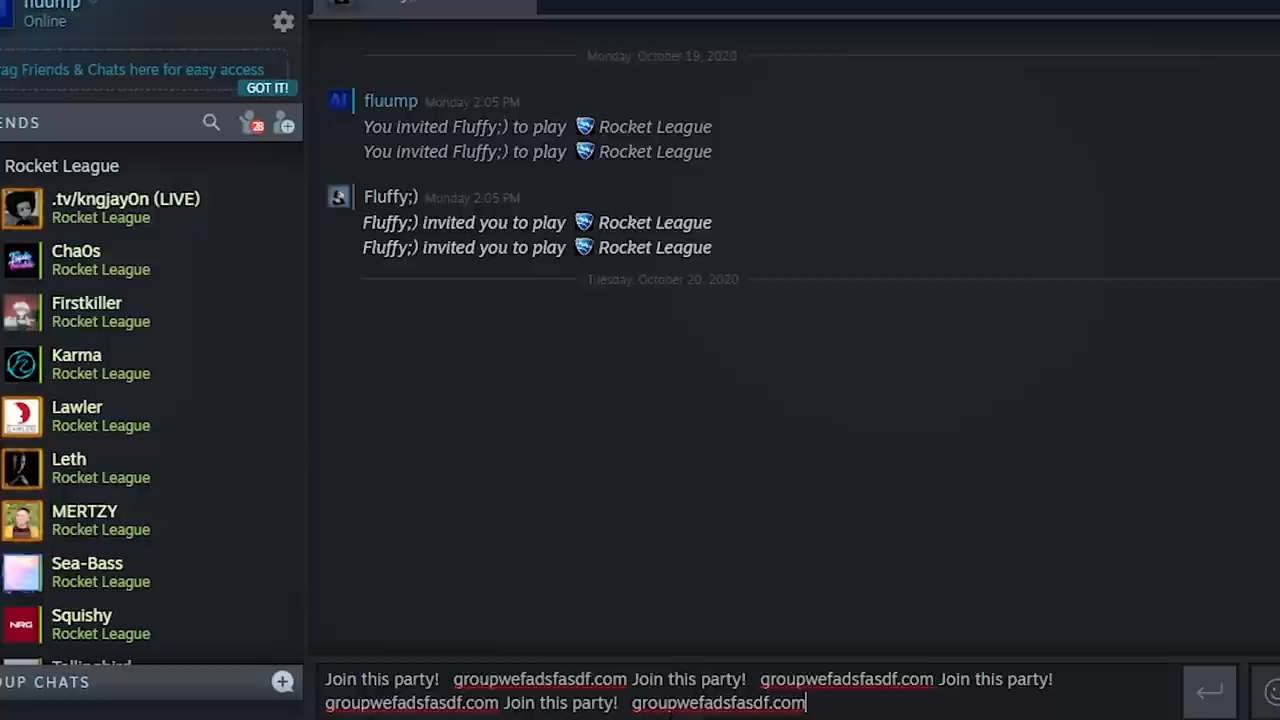 fluump
Online
rag Friends & Chats here for easy access
GOT IT!
ENDS
28
Rocket League
.tv/kngjay0n (LIVE)
Rocket League
Cha0s
Rocket League
Firstkiller
Rocket League
Karma
Rocket League
Lawler
Rocket League
Leth
Rocket League
MERTZY
Rocket League
Sea-Bass
Rocket League
NRG
Squishy
Rocket League
OUP CHATS
Monday, October 19, 2020
fluump Monday 2:05 PM
You invited Fluffy;) to play Rocket League
You invited Fluffy;) to play Rocket League
Fluffy;) Monday 2:05 PM
Fluffy;) invited you to play Rocket League
Fluffy;) invited you to play Rocket League
Tuesday, October 20, 2020
Join this party! groupwefadsfasdf.com Join this party! groupwefadsfasdf.com Join this party!
groupwefadsfasdf.com Join this party! groupwefadsfasdf.com